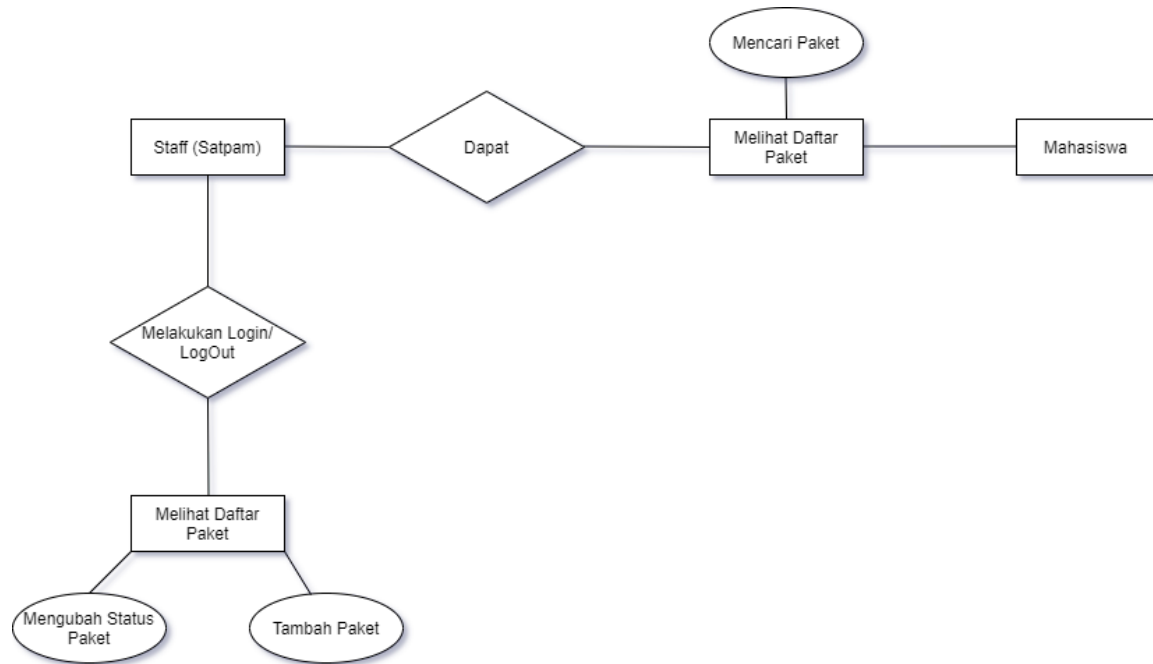 Mencari Paket
Staff (Satpam)
Dapat
Melihat Daftar
Paket
Mahasiswa
Melakukan Login/
LogOut
Melihat Daftar
Paket
Mengubah Status
Paket
Tambah Paket